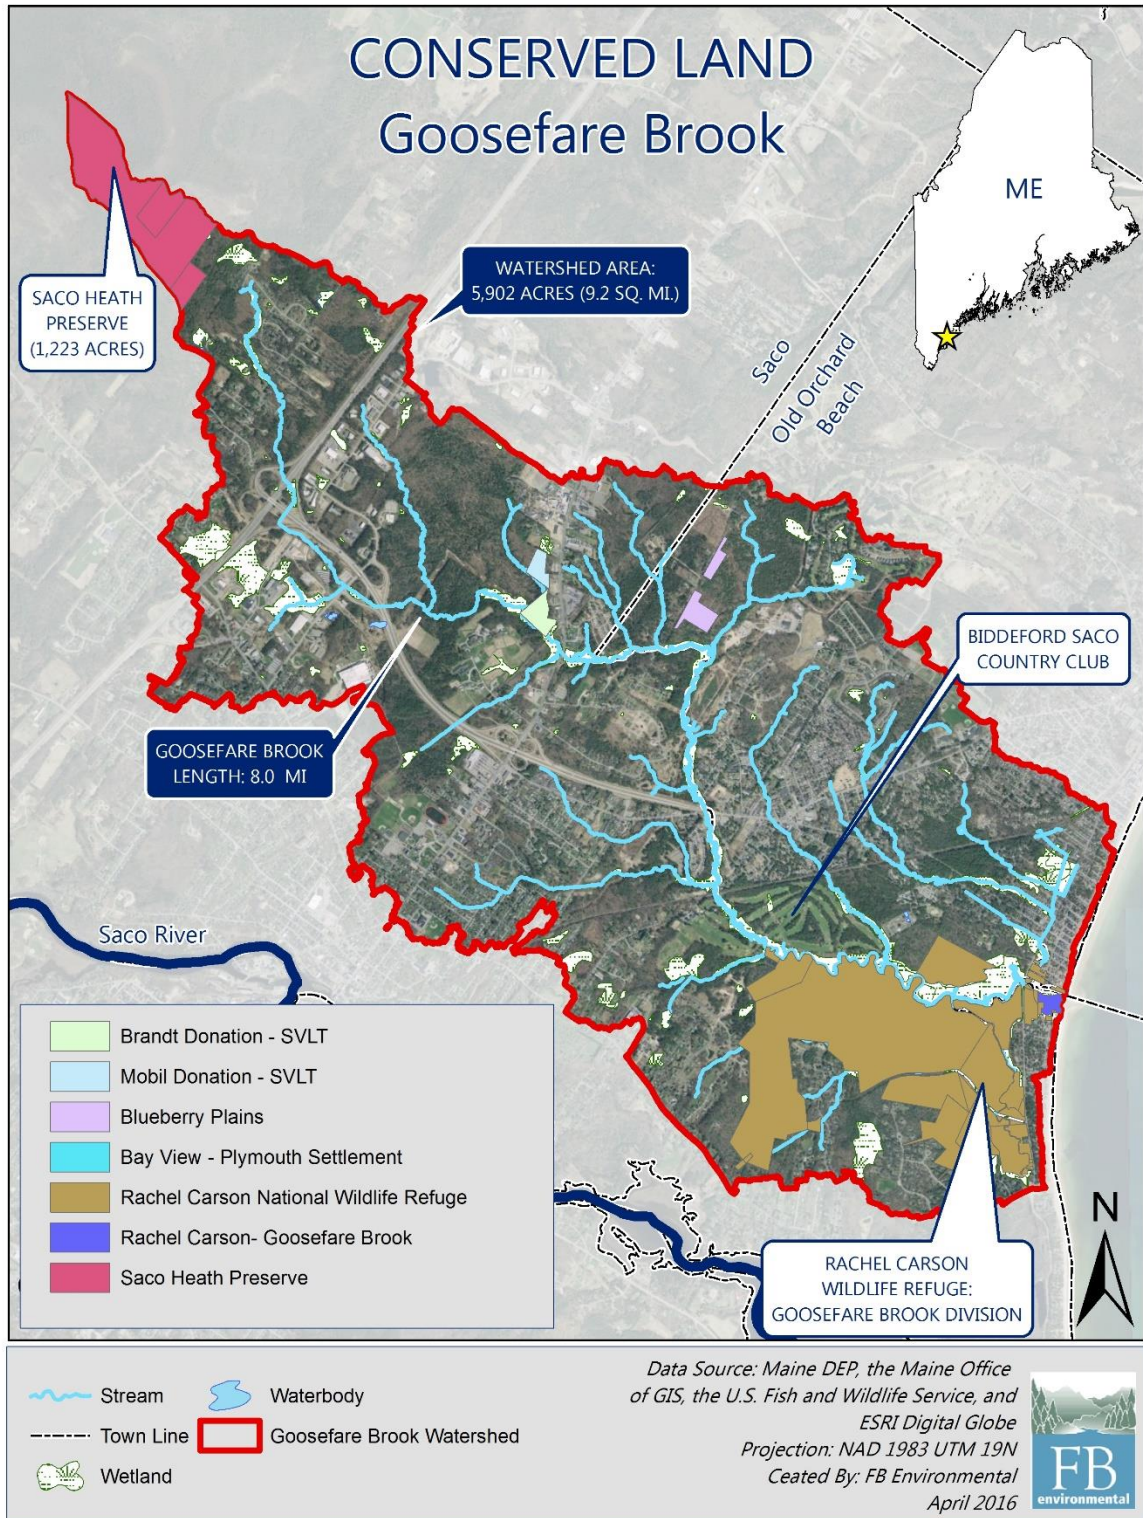 CONSERVED LAND
Goosefare Brook
ME
WATERSHED AREA:
5,902 ACRES (9.2 SQ. MI.)
SACO HEATH
PRESERVE
(1,223 ACRES)
Saco
Old Orchard
Beach
BIDDEFORD SACO
COUNTRY CLUB
GOOSEFARE BROOK
LENGTH: 8.0 MI
Saco River
Brandt Donation - SVLT
Mobil Donation - SVLT
Blueberry Plains
Bay View - Plymouth Settlement
Rachel Carson National Wildlife Refuge
Rachel Carson- Goosefare Brook
Saco Heath Preserve
N
RACHEL CARSON
WILDLIFE REFUGE:
GOOSEFARE BROOK DIVISION
Stream
Waterbody
Town Line
Goosefare Brook Watershed
Wetland
Data Source: Maine DEP, the Maine Office
of GIS, the U.S. Fish and Wildlife Service, and
ESRI Digital Globe
Projection: NAD 1983 UTM 19N
Ceated By: FB Environmental
April 2016
FB
environmental